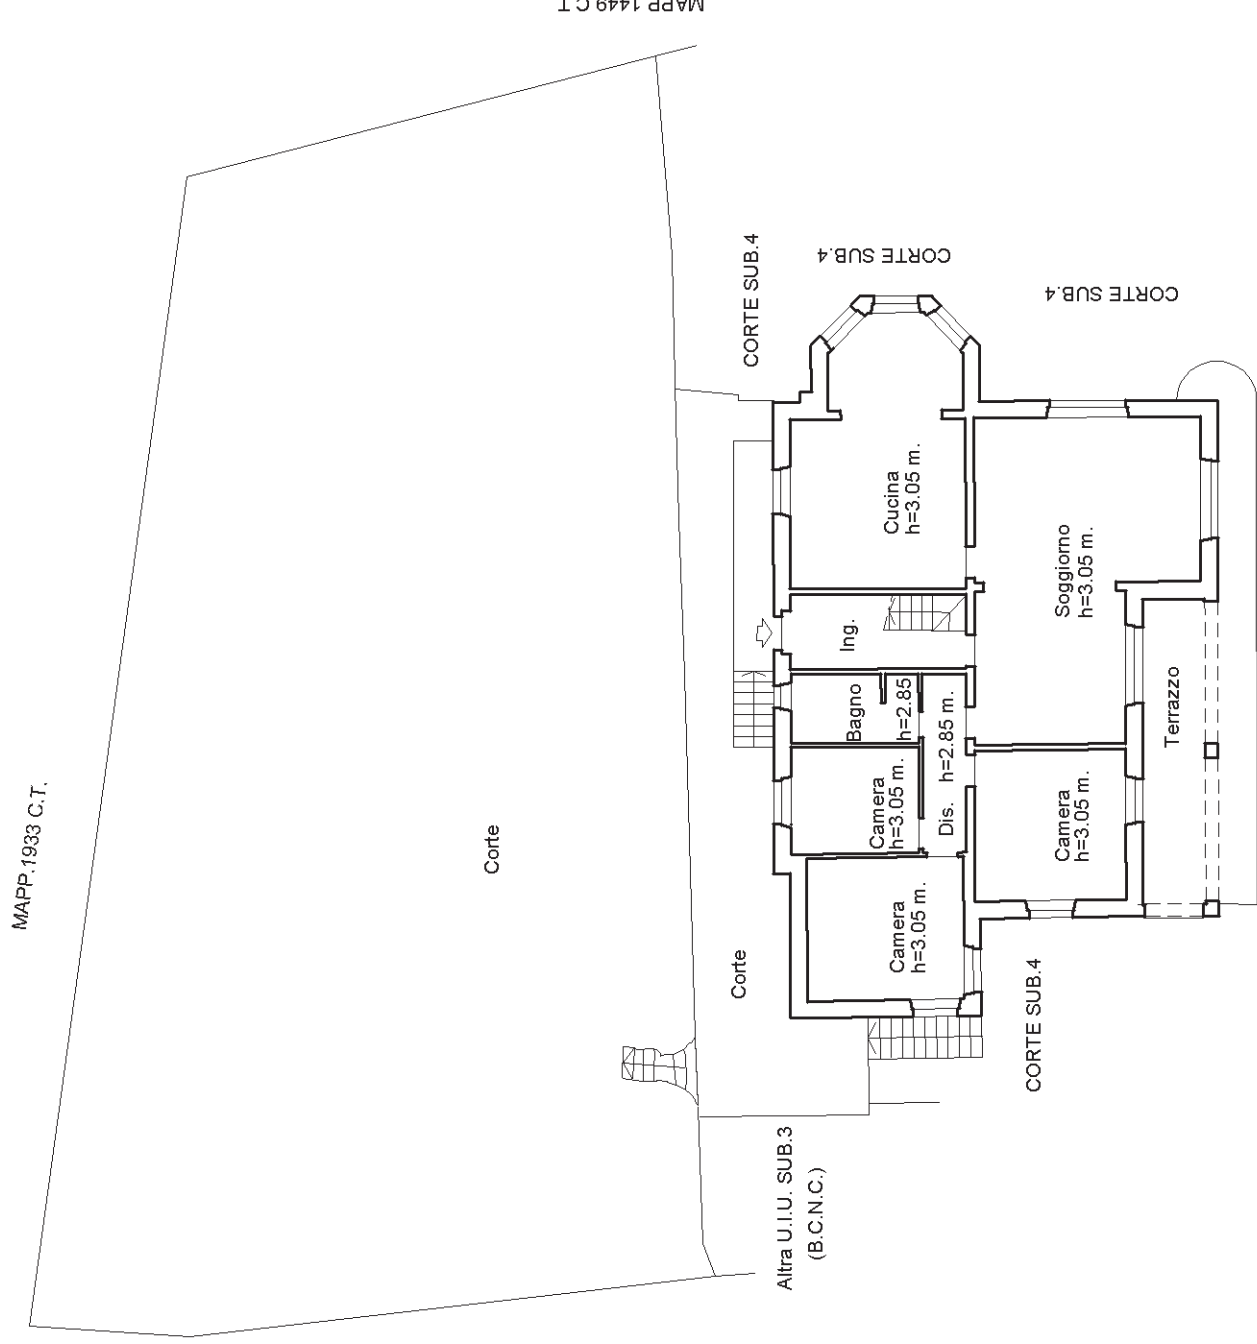 MAPP.1449 C.T.
MAPP.1933 C.T.
Corte
Corte
CORTE SUB.4
CORTE SUB.4
CORTE SUB.4
Cucina
h=3.05 m.
Ing.
Soggiorno
h=3.05 m.
Bagno
h=2.85
Dis. h=2.85 m.
Camera
h=3.05 m.
Camera
h=3.05 m.
Camera
h=3.05 m.
Terrazzo
CORTE SUB.4
Altra U.I.U. SUB.3
(B.C.N.C.)